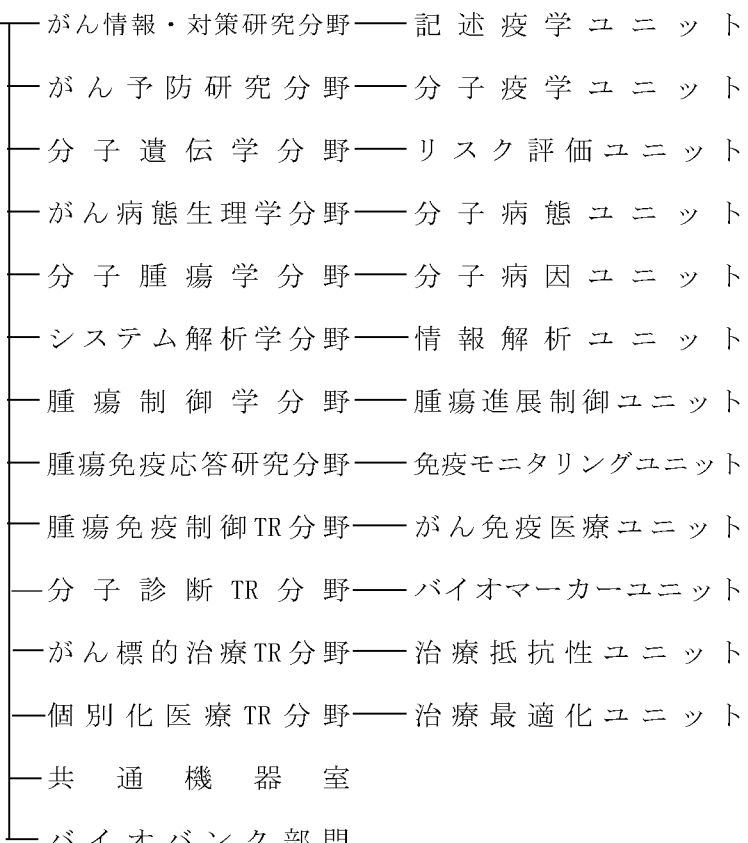 がん情報・対策研究分野 記述疫学ユニット
がん予防研究分野 分子疫学ユニット
分子遺伝学分野 リスク評価ユニット
がん病態生理学分野 分子病態ユニット
分子腫瘍学分野 分子病因ユニット
システム解析学分野 情報解析ユニット
腫瘍制御学分野 腫瘍進展制御ユニット
腫瘍免疫応答研究分野 免疫モニタリングユニット
腫瘍免疫制御TR分野 がん免疫医療ユニット
分子診断TR分野 バイオマーカーユニット
がん標的治療TR分野 治療抵抗性ユニット
個別化医療TR分野 治療最適化ユニット
共通機器室
バイオバンク部門